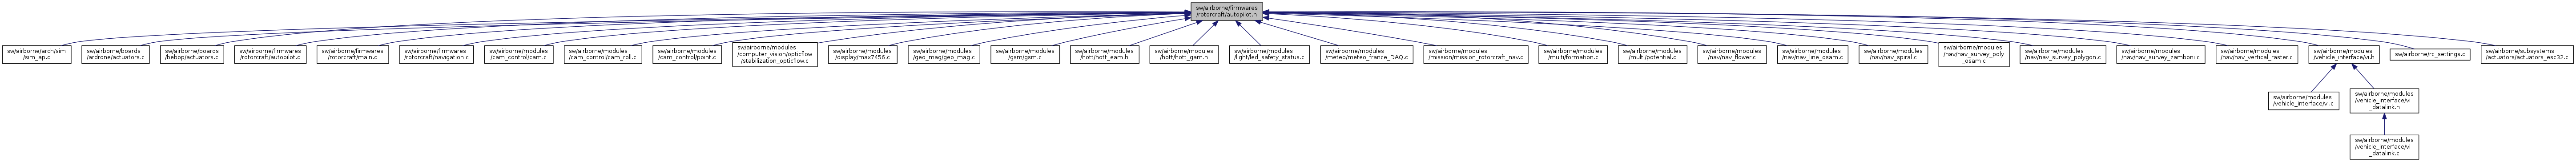 sw/airborne/firmwares
/rotorcraft/autopilot.h
sw/airborne/arch/sim
/sim_ap.c
sw/airborne/boards
/ardrone/actuators.c
sw/airborne/boards
/bebop/actuators.c
sw/airborne/firmwares
/rotorcraft/autopilot.c
sw/airborne/firmwares
/rotorcraft/main.c
sw/airborne/firmwares
/rotorcraft/navigation.c
sw/airborne/modules
/cam_control/cam.c
sw/airborne/modules
/cam_control/cam_roll.c
sw/airborne/modules
/cam_control/point.c
sw/airborne/modules
/computer_vision/opticflow
/stabilization_opticflow.c
sw/airborne/modules
/display/max7456.c
sw/airborne/modules
/geo_mag/geo_mag.c
sw/airborne/modules
/gsm/gsm.c
sw/airborne/modules
/hott/hott_eam.h
sw/airborne/modules
/hott/hott_gam.h
sw/airborne/modules
/light/led_safety_status.c
sw/airborne/modules
/meteo/meteo_france_DAQ.c
sw/airborne/modules
/mission/mission_rotorcraft_nav.c
sw/airborne/modules
/multi/formation.c
sw/airborne/modules
/multi/potential.c
sw/airborne/modules
/nav/nav_flower.c
sw/airborne/modules
/nav/nav_line_osam.c
sw/airborne/modules
/nav/nav_spiral.c
sw/airborne/modules
/nav/nav_survey_poly
_osam.c
sw/airborne/modules
/nav/nav_survey_polygon.c
sw/airborne/modules
/nav/nav_survey_zamboni.c
sw/airborne/modules
/nav/nav_vertical_raster.c
sw/airborne/modules
/vehicle_interface/vi.h
sw/airborne/rc_settings.c
sw/airborne/subsystems
/actuators/actuators_esc32.c
sw/airborne/modules
/vehicle_interface/vi.c
sw/airborne/modules
/vehicle_interface/vi
_datalink.h
sw/airborne/modules
/vehicle_interface/vi
_datalink.c